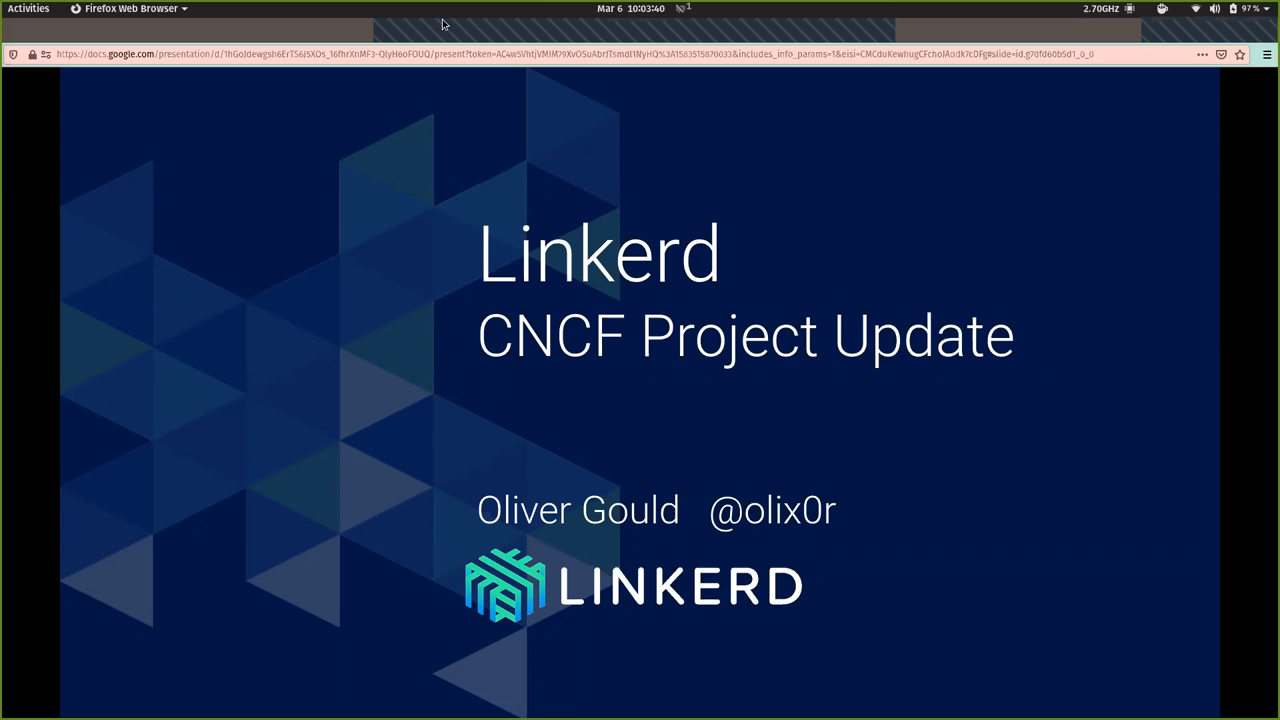 Activities
Firefox Web Browser
Mar 6 10:03:40
1
2.70GHz
97 %
Linkerd
CNCF Project Update
Oliver Gould @olix0r
LINKERD